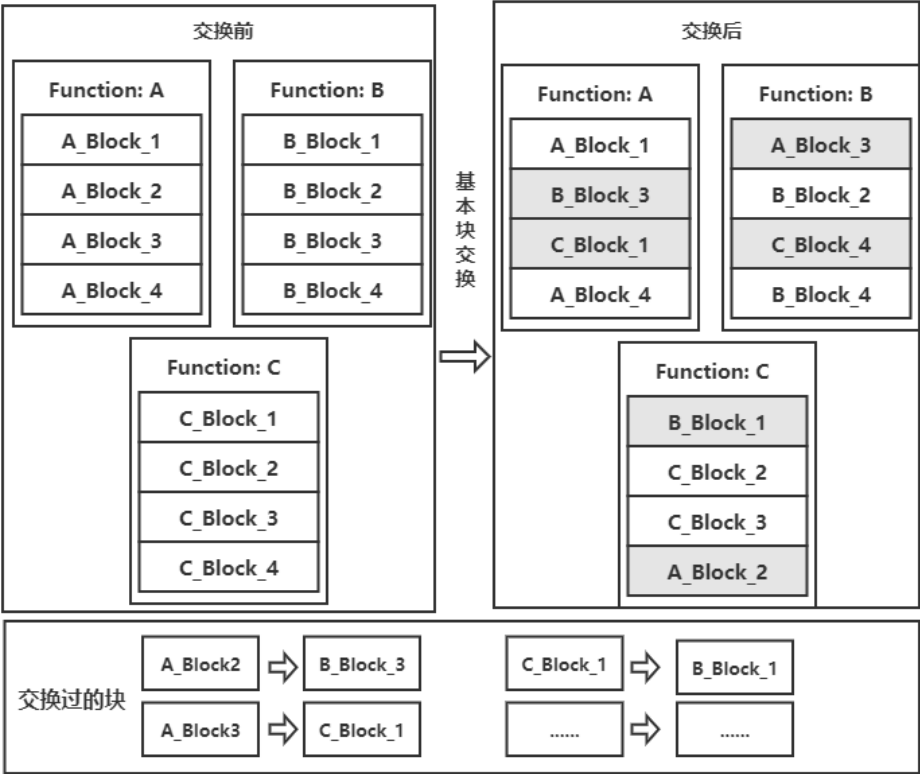 交换前
Function: A
A_Block_1
A_Block_2
A_Block_3
A_Block_4
Function: B
B_Block_1
B_Block_2
B_Block_3
B_Block_4
Function: C
C_Block_1
C_Block_2
C_Block_3
C_Block_4
基本块交换
交换后
Function: A
A_Block_1
B_Block_3
C_Block_1
A_Block_4
Function: B
A_Block_3
B_Block_2
C_Block_4
B_Block_4
Function: C
B_Block_1
C_Block_2
C_Block_3
A_Block_2
交换过的块
A_Block2
B_Block_3
C_Block_1
B_Block_1
A_Block3
C_Block_1
......
......